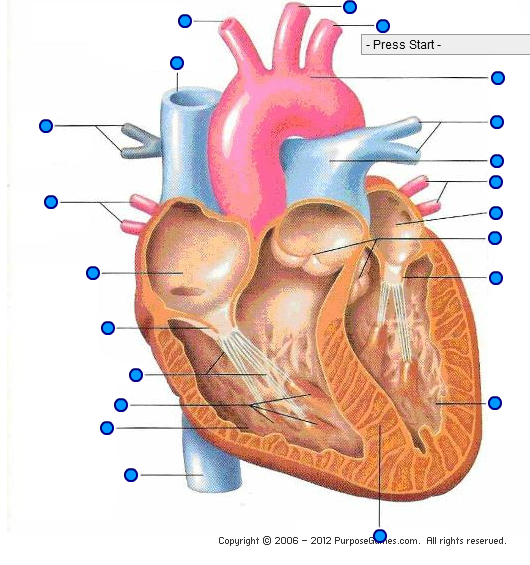 - Press Start -
Copyright © 2006 - 2012 PurposeGames.com. All rights reserved.